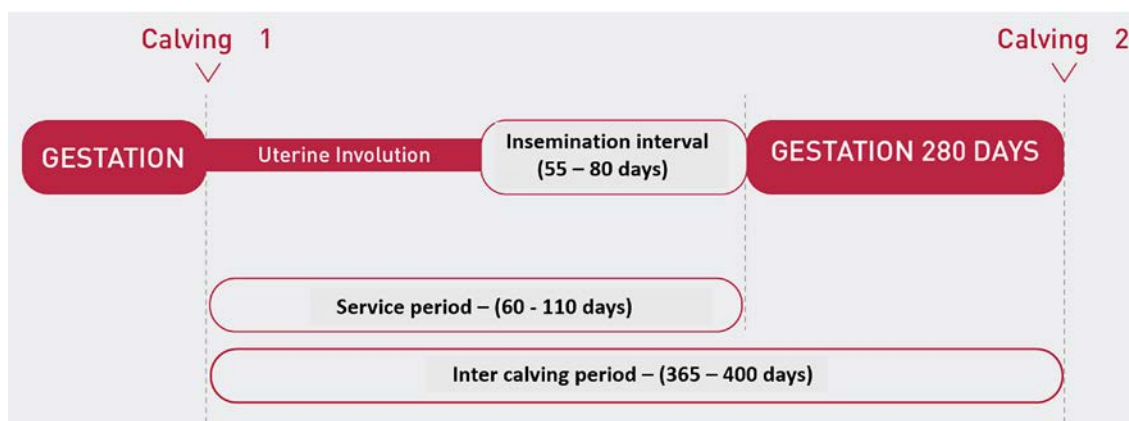 Calving 1
Calving 2
GESTATION
Uterine Involution
Insemination interval
(55 – 80 days)
GESTATION 280 DAYS
Service period – (60 - 110 days)
Inter calving period – (365 – 400 days)